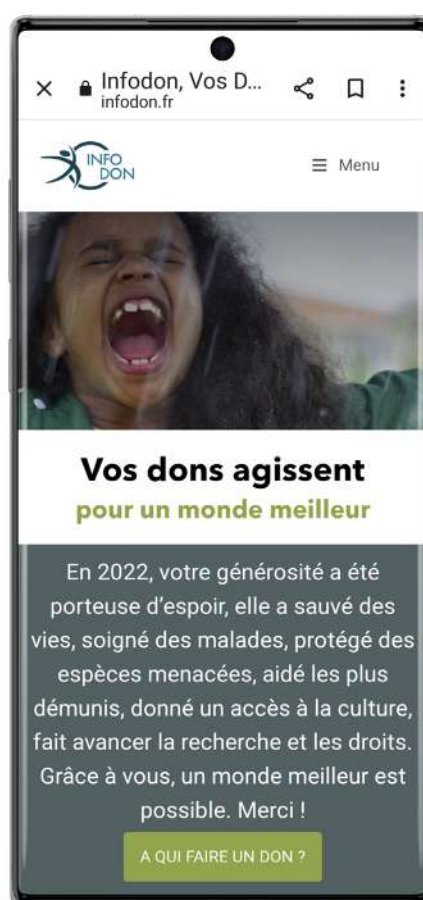 Infodon, Vos D...
infodon.fr
INFO
DON
Menu
Vos dons agissent
pour un monde meilleur
En 2022, votre générosité a été
porteuse d’espoir, elle a sauvé des
vies, soigné des malades, protégé des
espèces menacées, aidé les plus
démunis, donné un accès à la culture,
fait avancer la recherche et les droits.
Grâce à vous, un monde meilleur est
possible. Merci !
A QUI FAIRE UN DON ?